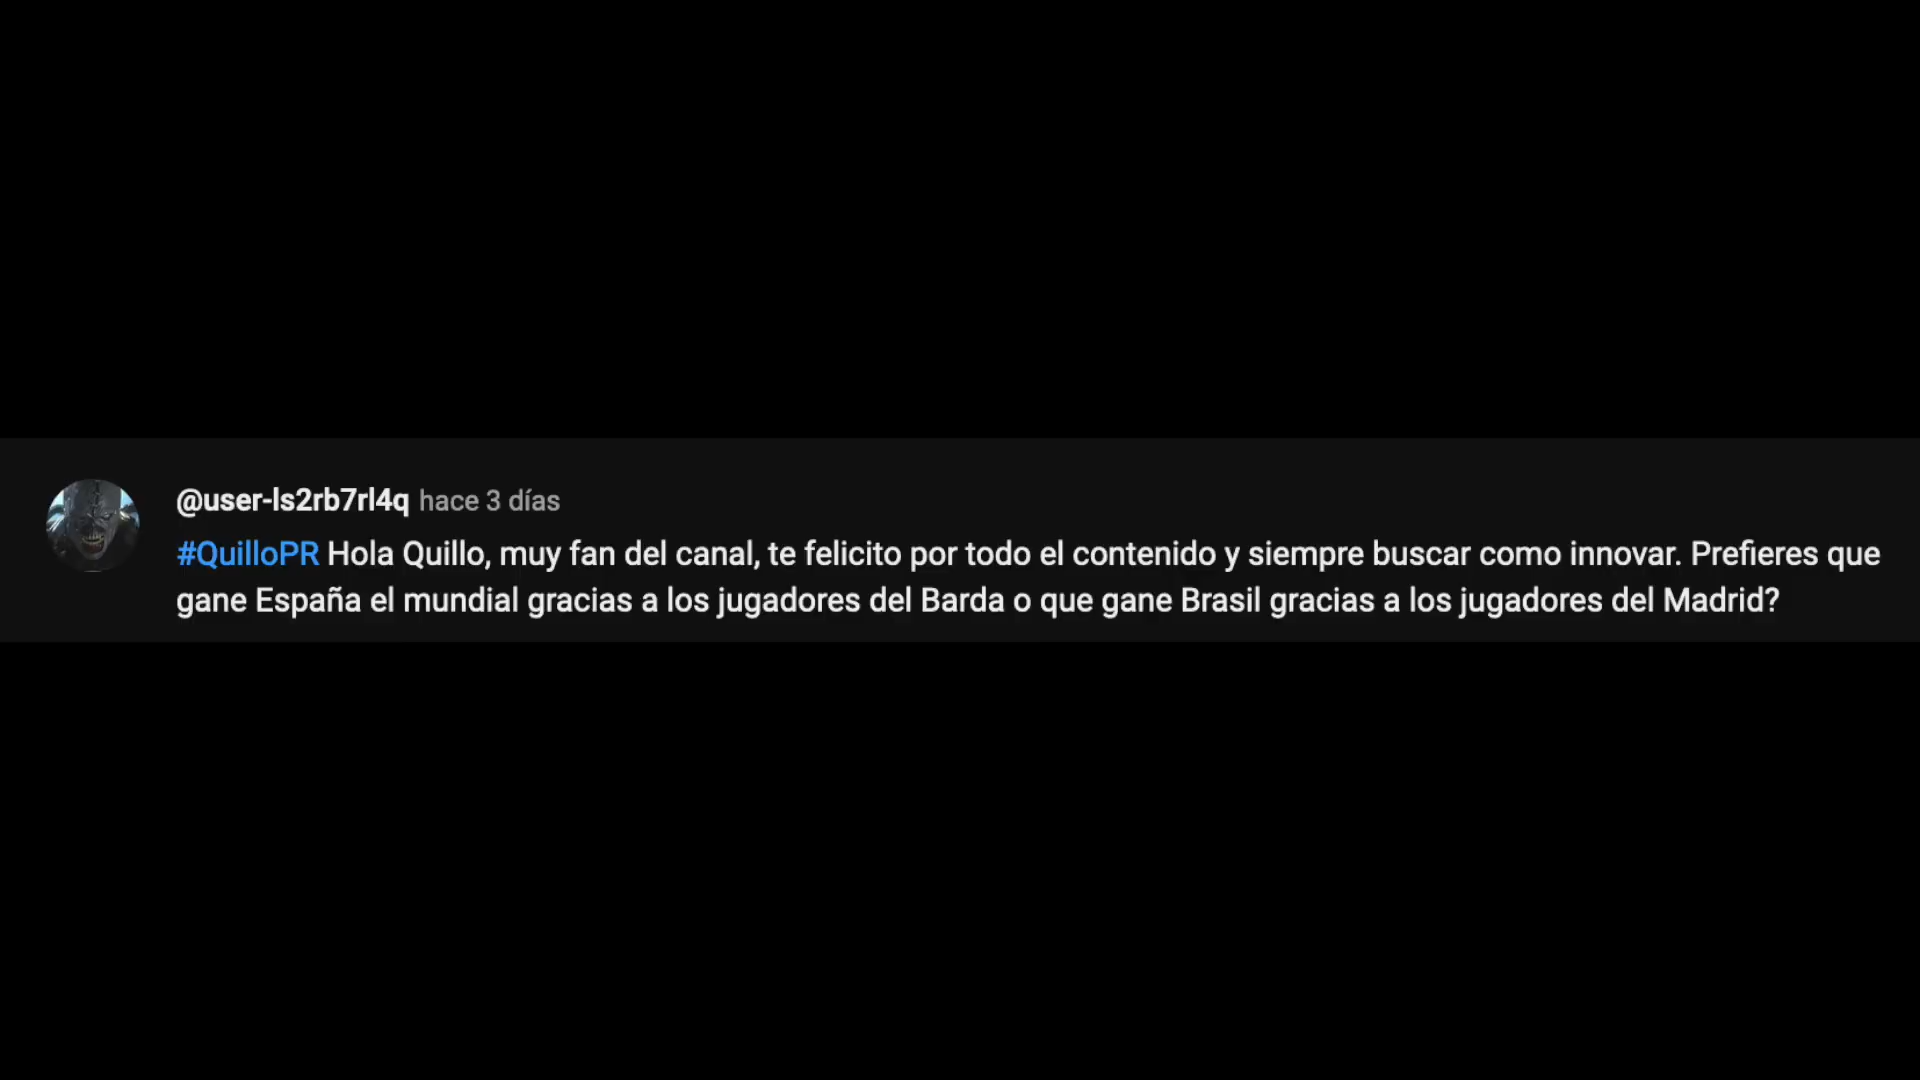 @user-ls2rb7rl4q hace 3 días
#QuilloPR Hola Quillo, muy fan del canal, te felicito por todo el contenido y siempre buscar como innovar. Prefieres que
gane España el mundial gracias a los jugadores del Barda o que gane Brasil gracias a los jugadores del Madrid?